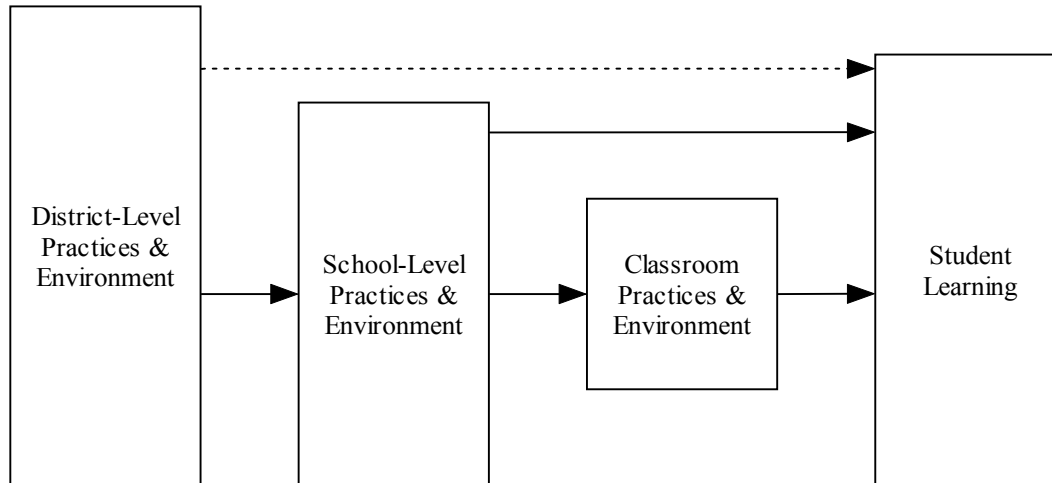 District-Level
Practices &
Environment
School-Level
Practices &
Environment
Classroom
Practices &
Environment
Student
Learning